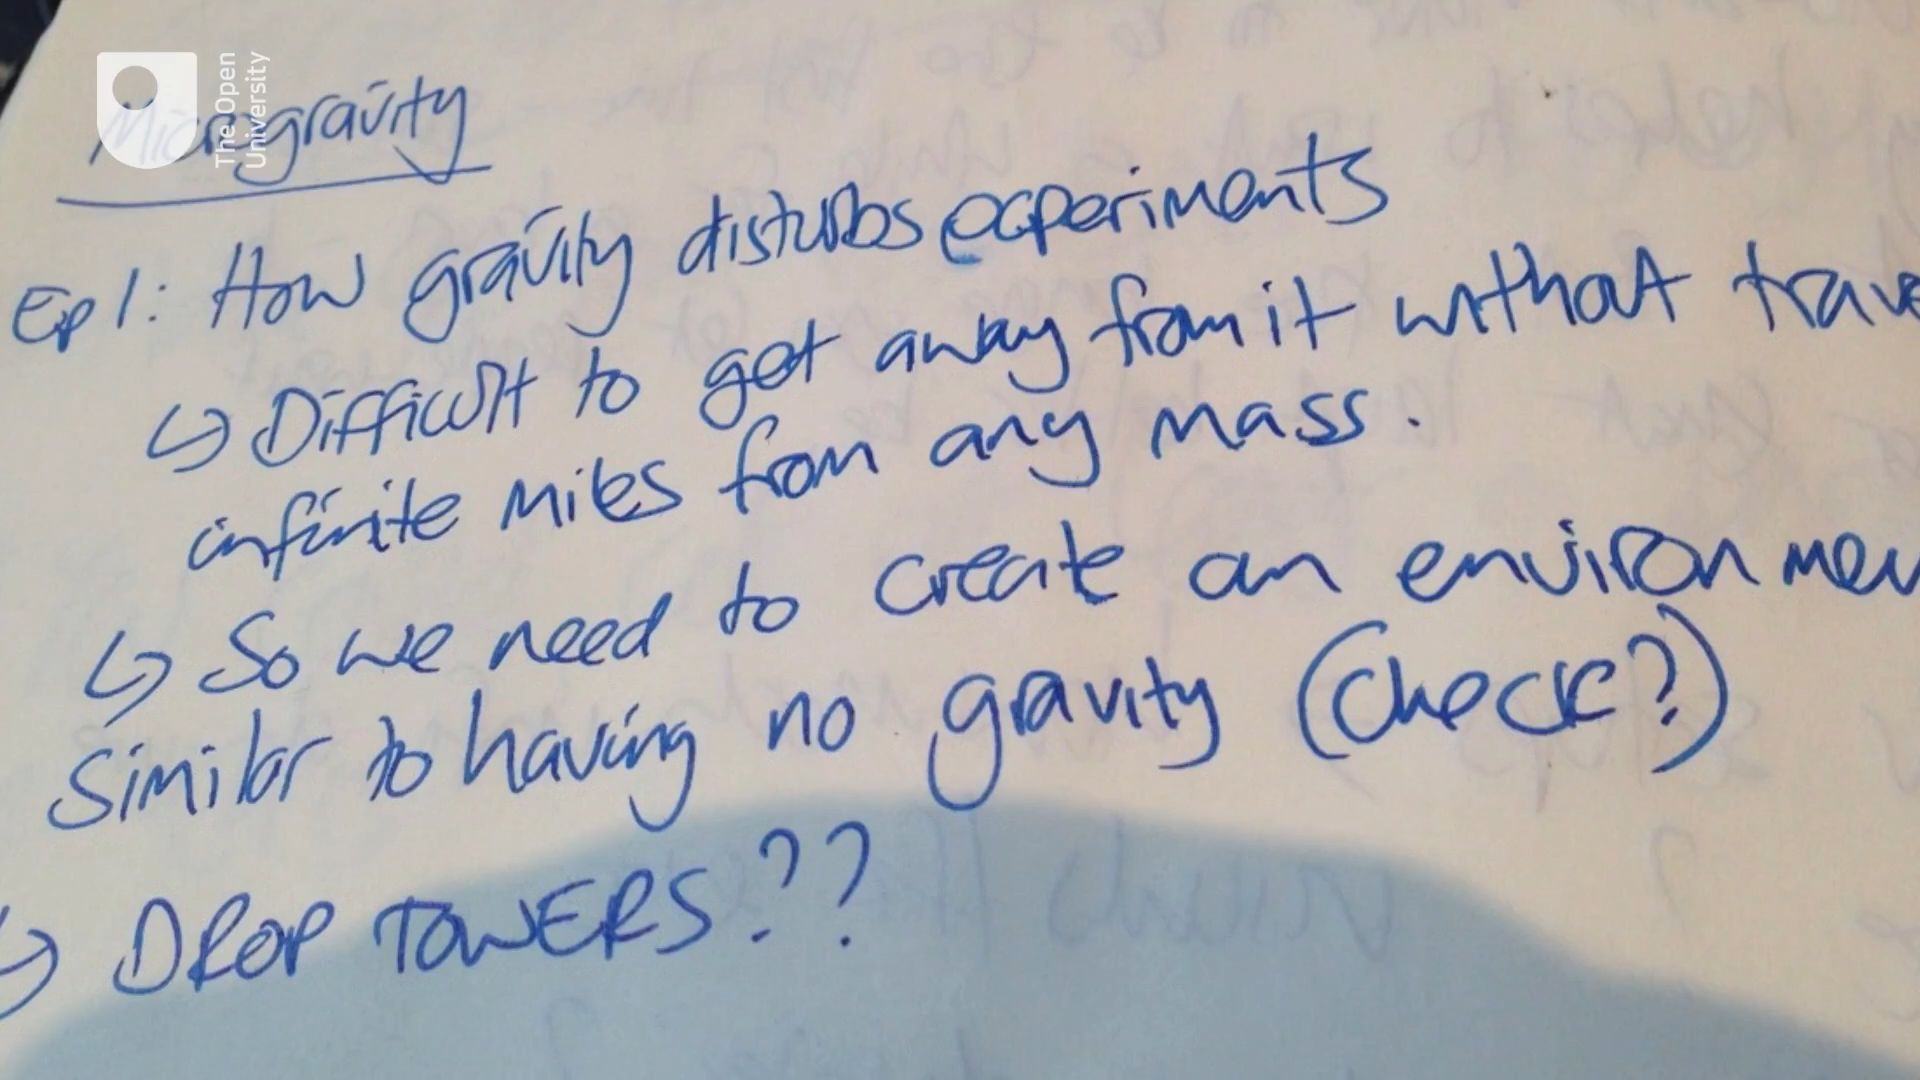 The Open
University
Microgravity
Ep 1: How gravity disturbs experiments
↳ Difficult to get away from it without trave
infinite miles from any mass.
↳ So we need to create an environmen
similar to having no gravity (check?)
↳ DROP TOWERS??